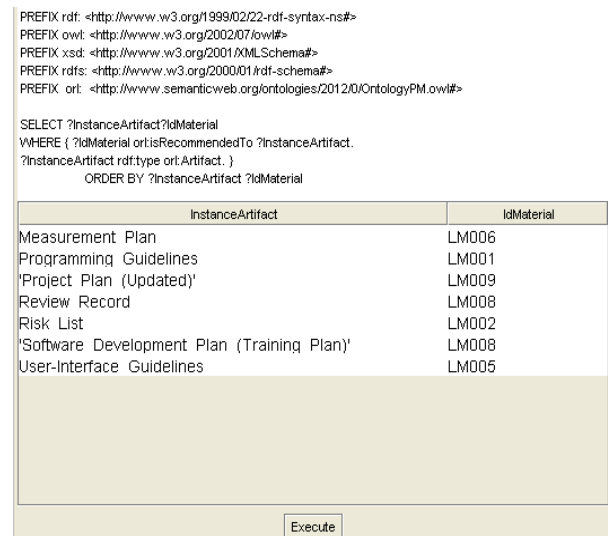 PREFIX rdf: <http://www.w3.org/1999/02/22-rdf-syntax-ns#>
PREFIX owl: <http://www.w3.org/2002/07/owl#>
PREFIX xsd: <http://www.w3.org/2001/XMLSchema#>
PREFIX rdfs: <http://www.w3.org/2000/01/rdf-schema#>
PREFIX orl: <http://www.semanticweb.org/ontologies/2012/0/OntologyPM.owl#>
SELECT ?InstanceArtifact?IdMaterial
WHERE { ?IdMaterial orl:isRecommendedTo ?InstanceArtifact.
?InstanceArtifact rdf:type orl:Artifact. }
ORDER BY ?InstanceArtifact ?IdMaterial
InstanceArtifact IdMaterial
Measurement Plan LM006
Programming Guidelines LM001
'Project Plan (Updated)' LM009
Review Record LM008
Risk List LM002
'Software Development Plan (Training Plan)' LM008
User-Interface Guidelines LM005
Execute